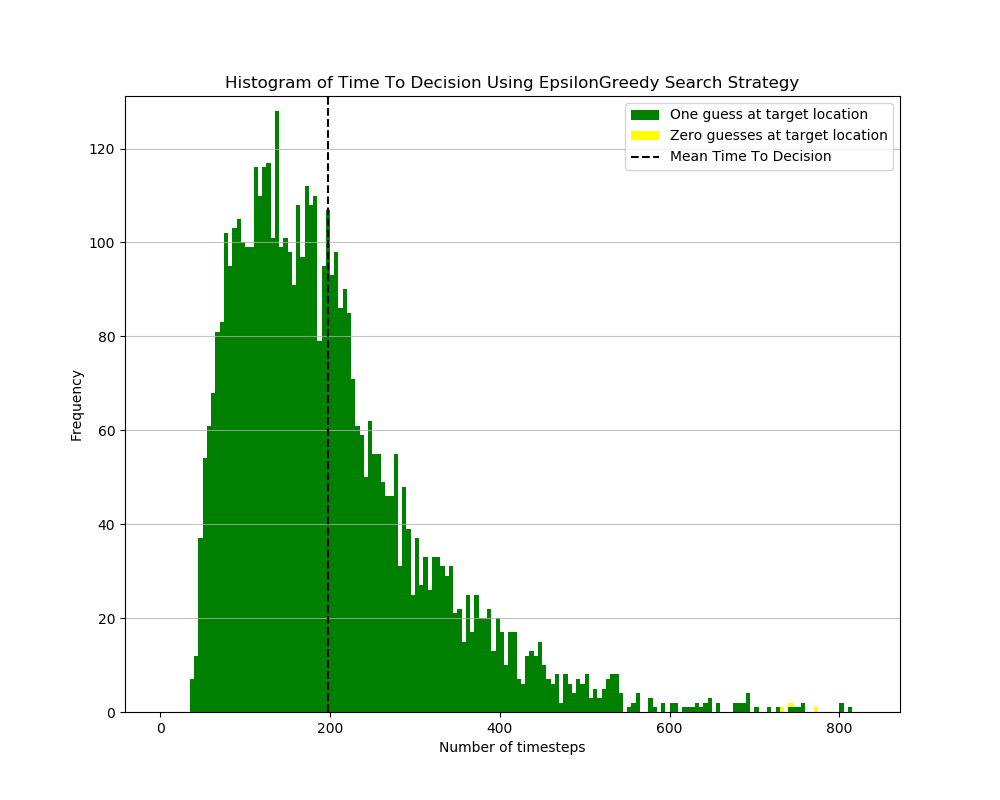 Histogram of Time To Decision Using EpsilonGreedy Search Strategy
One guess at target location
Zero guesses at target location
Mean Time To Decision
120
100
80
60
40
20
0
Frequency
0 200 400 600 800
Number of timesteps